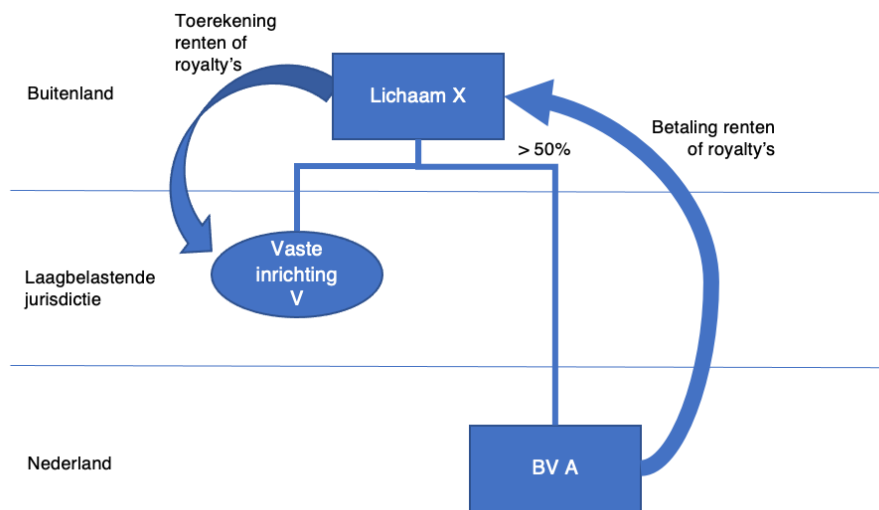 Toerekening
renten of
royalty's
Buitenland
Lichaam X
Betaling renten
of royalty's
> 50%
Vaste
inrichting
V
Laagbelastende
jurisdictie
Nederland
BV A